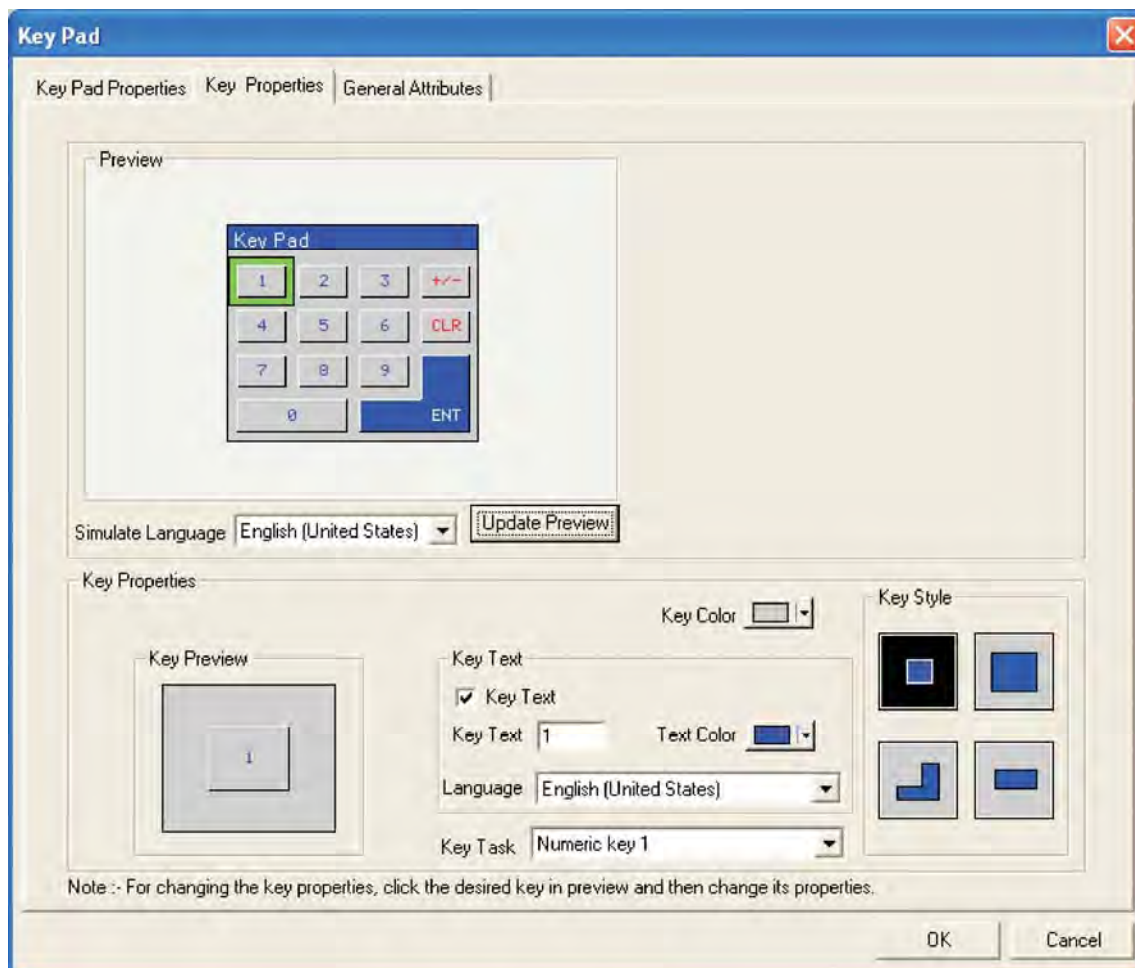 Key Pad
Key Pad Properties Key Properties General Attributes
Preview
Key Pad
1 2 3 +/-
4 5 6 CLR
7 8 9
0 ENT
Simulate Language English (United States) Update Preview
Key Properties
Key Color
Key Style
Key Preview
1
Key Text
Key Text
Key Text 1 Text Color
Language English (United States)
Key Task Numeric key 1
Note :- For changing the key properties, click the desired key in preview and then change its properties.
OK Cancel